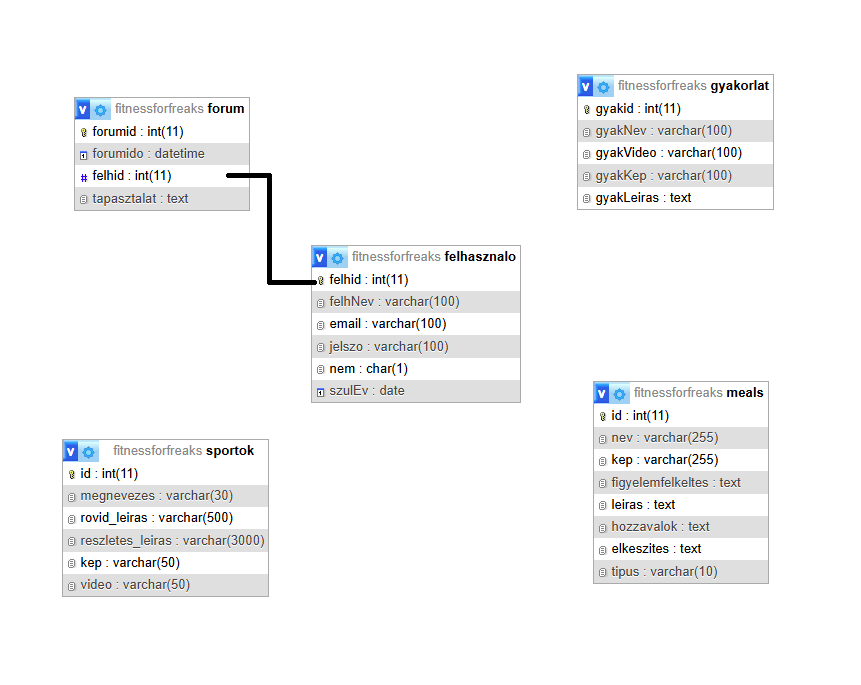 fitnessforfreaks forum
forumid : int(11)
forumido : datetime
# felhid : int(11)
tapasztalat : text
fitnessforfreaks gyakorlat
gyakid : int(11)
gyakNev : varchar(100)
gyakVideo : varchar(100)
gyakKep : varchar(100)
gyakLeiras : text
fitnessforfreaks felhasznalo
felhid : int(11)
felhNev : varchar(100)
email : varchar(100)
jelszo : varchar(100)
nem : char(1)
szulEv : date
fitnessforfreaks sportok
id : int(11)
megnevezes : varchar(30)
rovid_leiras : varchar(500)
reszletes_leiras : varchar(3000)
kep : varchar(50)
video : varchar(50)
fitnessforfreaks meals
id : int(11)
nev : varchar(255)
kep : varchar(255)
figyelemfelkeltes : text
leiras : text
hozzavalok : text
elkeszites : text
tipus : varchar(10)